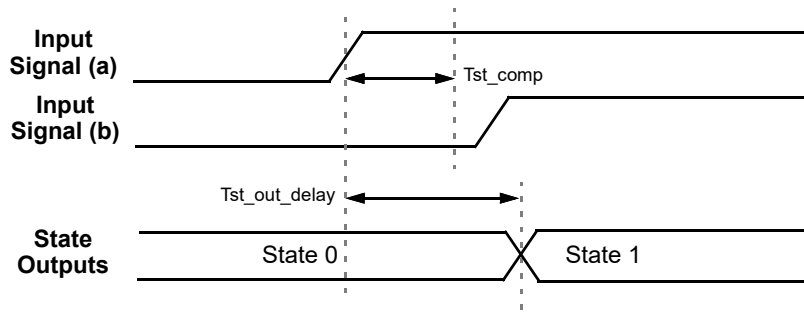 Input
Signal (a)
Tst_comp
Input
Signal (b)
Tst_out_delay
State
Outputs
State 0
State 1